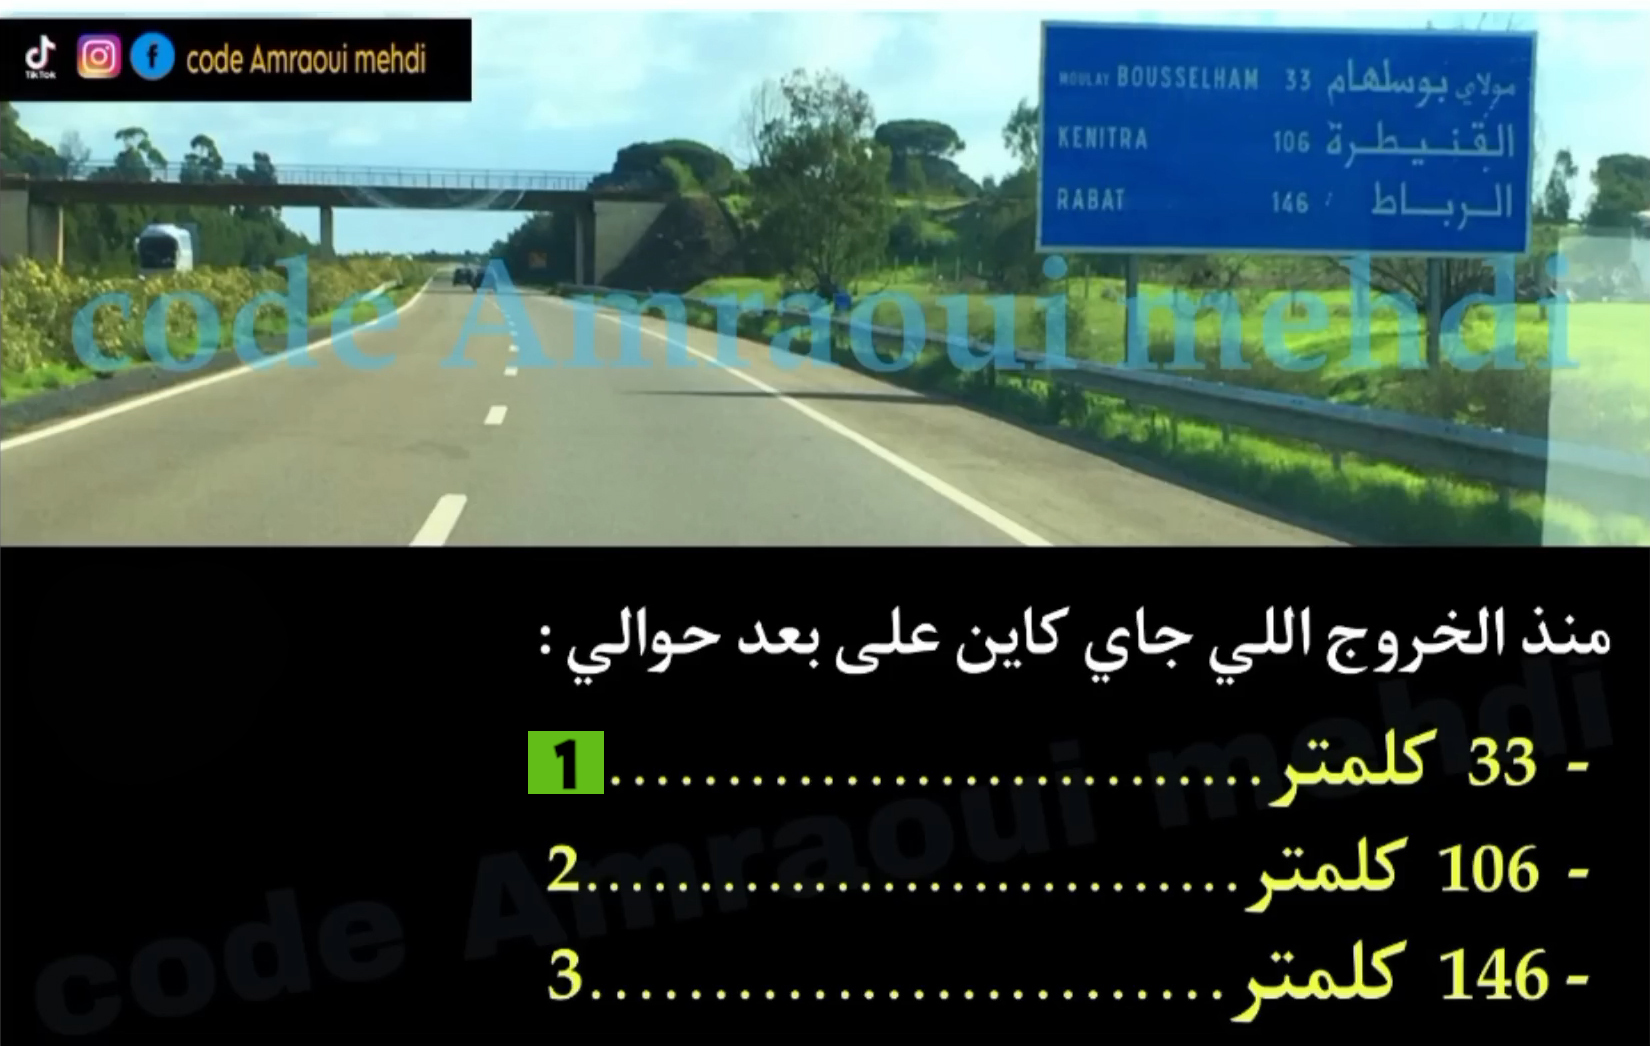 TikTok
code Amraoui mehdi
MOULAY BOUSSELHAM 33 مولاي بوسلهام
KENITRA 106 القنيطرة
RABAT 146 الرباط
code Amraoui mehdi
منذ الخروج اللي جاي كاين على بعد حوالي :
- 33 كلمتر............................1
- 106 كلمتر............................2
- 146 كلمتر............................3
code Amraoui mehdi